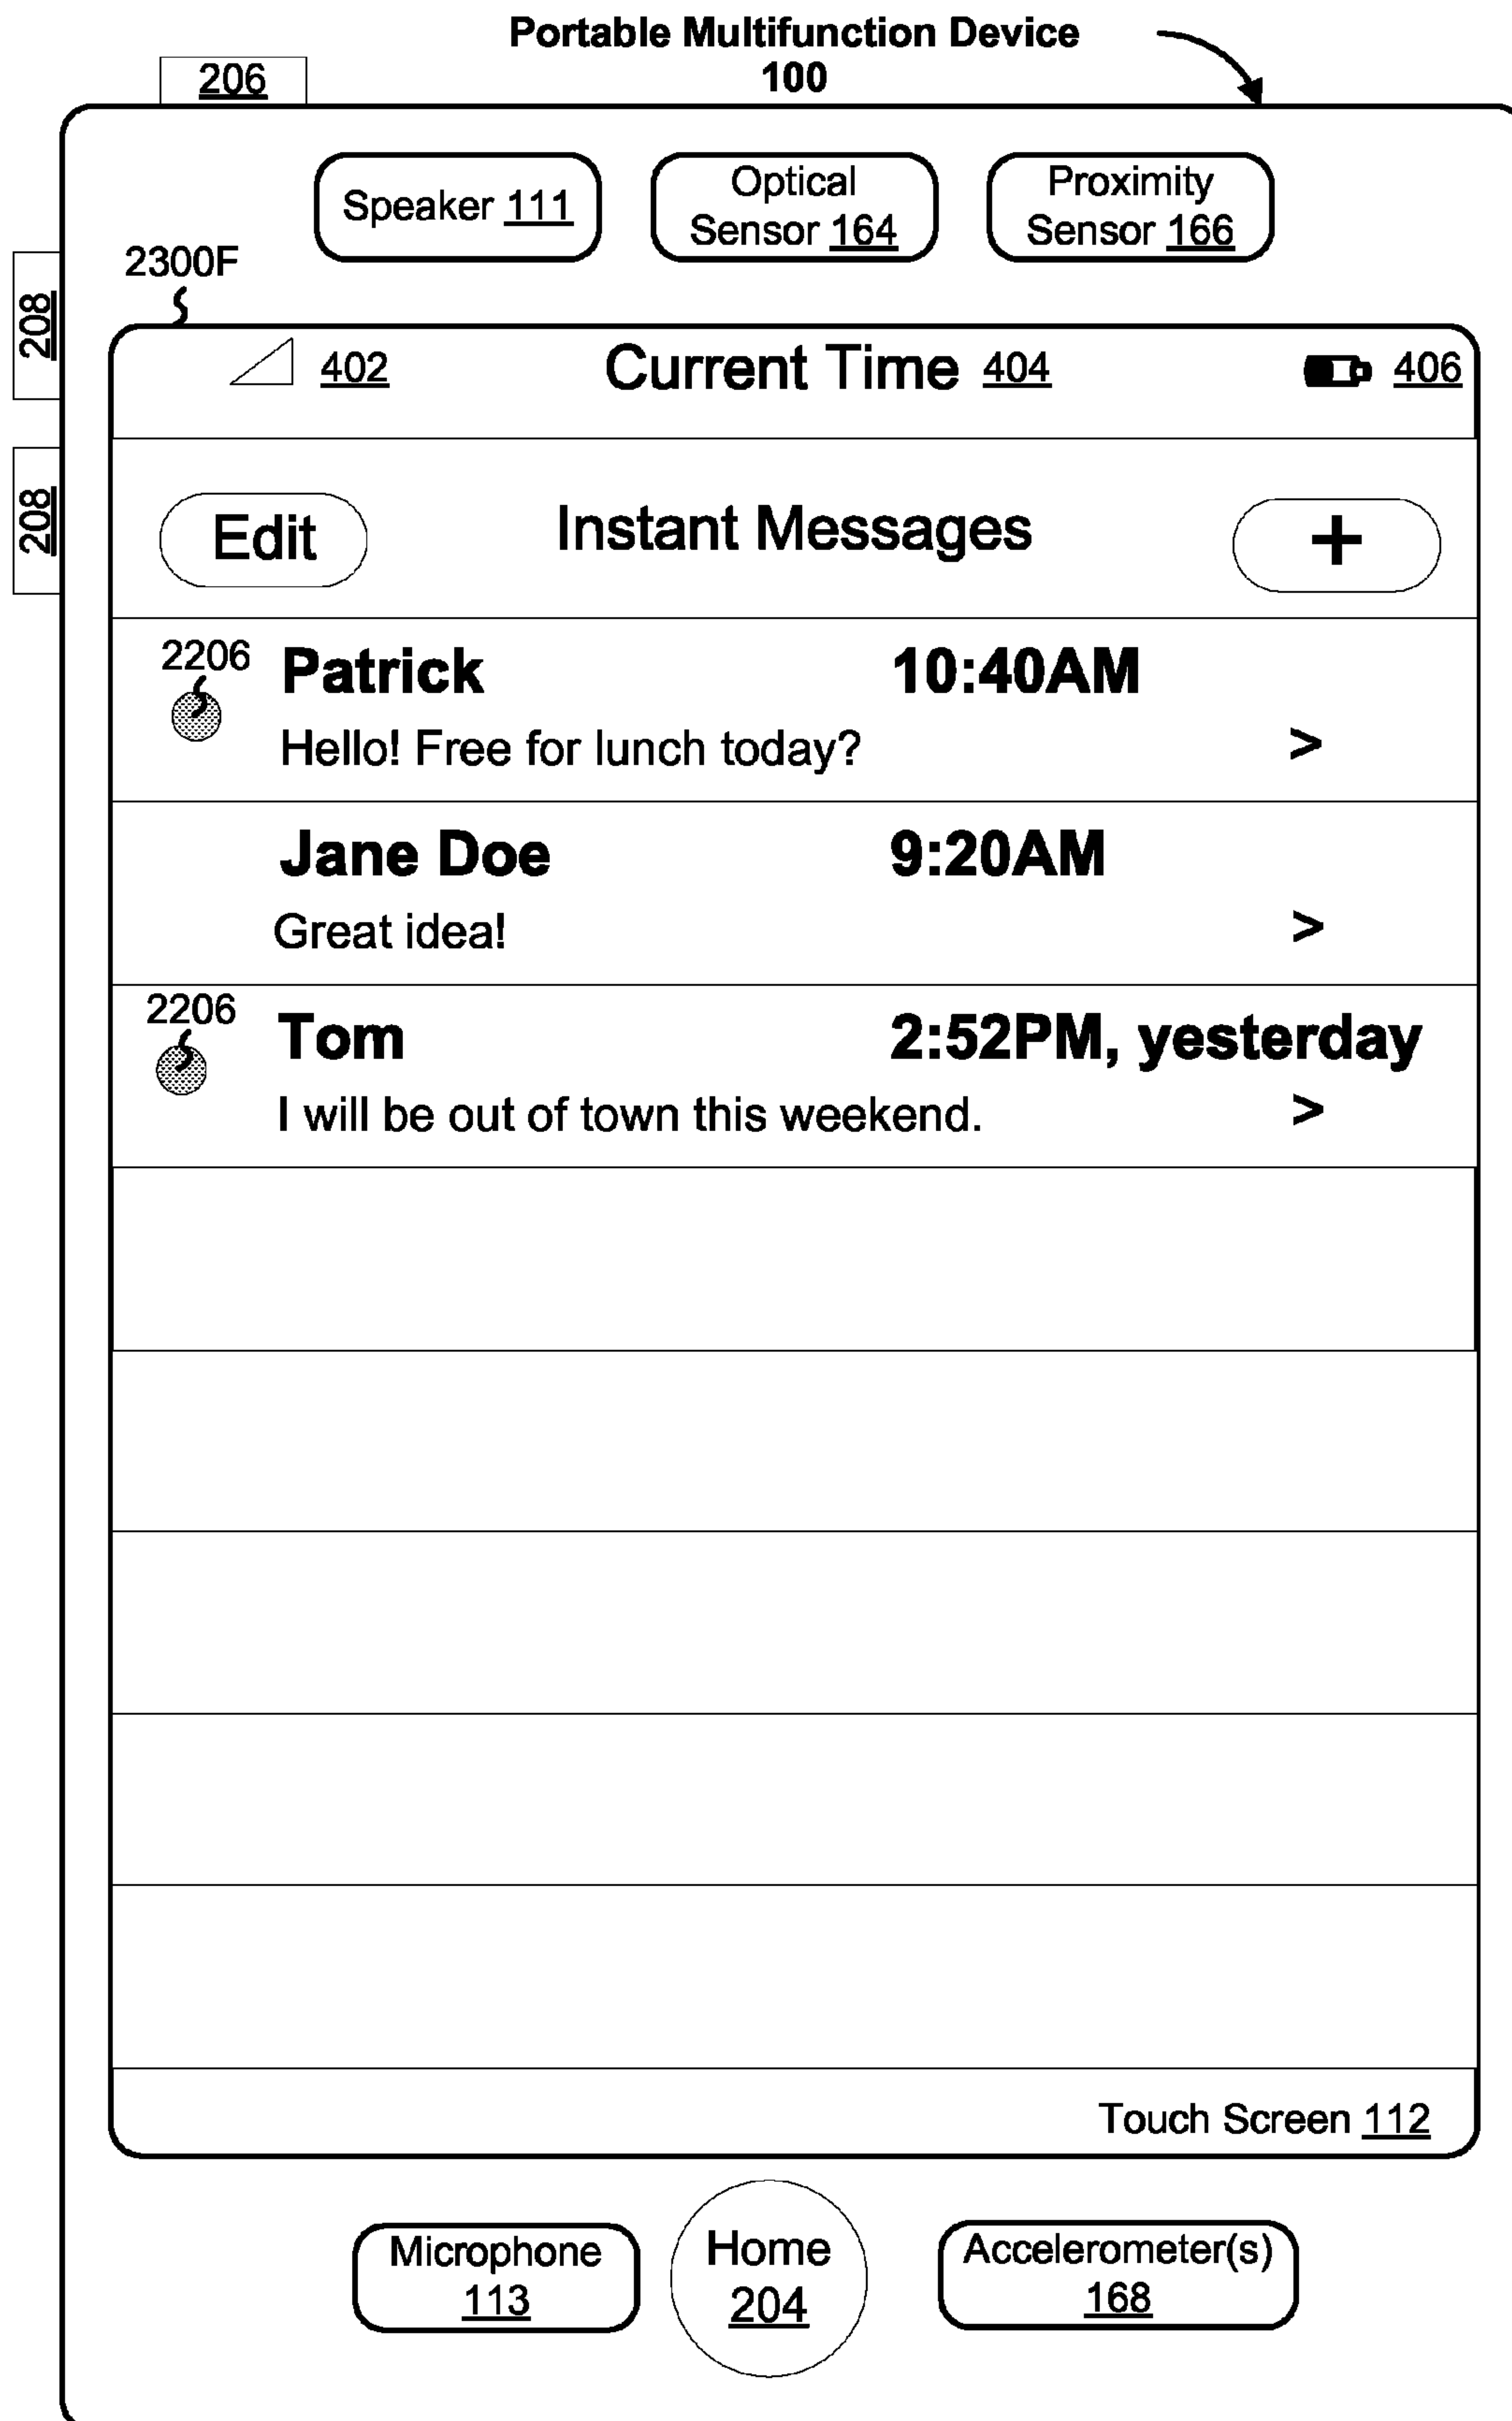 Portable Multifunction Device
100
206
Speaker 111
Optical
Sensor 164
Proximity
Sensor 166
208
2300F
402
Current Time 404
406
208
Edit
Instant Messages
+
2206
Patrick
10:40AM
Hello! Free for lunch today?
>
Jane Doe
9:20AM
Great idea!
>
2206
Tom
2:52PM, yesterday
I will be out of town this weekend.
>
Touch Screen 112
Microphone
113
Home
204
Accelerometer(s)
168